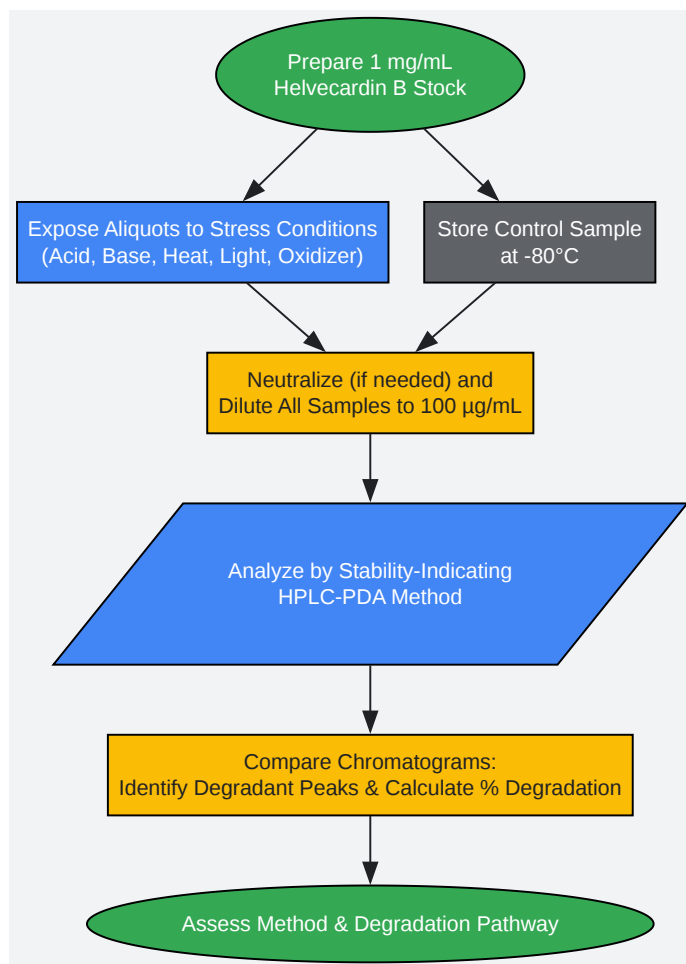 Prepare 1 mg/mL
Helvecardin B Stock
Expose Aliquots to Stress Conditions
(Acid, Base, Heat, Light, Oxidizer)
Store Control Sample
at -80°C
Neutralize (if needed) and
Dilute All Samples to 100 µg/mL
Analyze by Stability-Indicating
HPLC-PDA Method
Compare Chromatograms:
Identify Degradant Peaks & Calculate % Degradation
Assess Method & Degradation Pathway